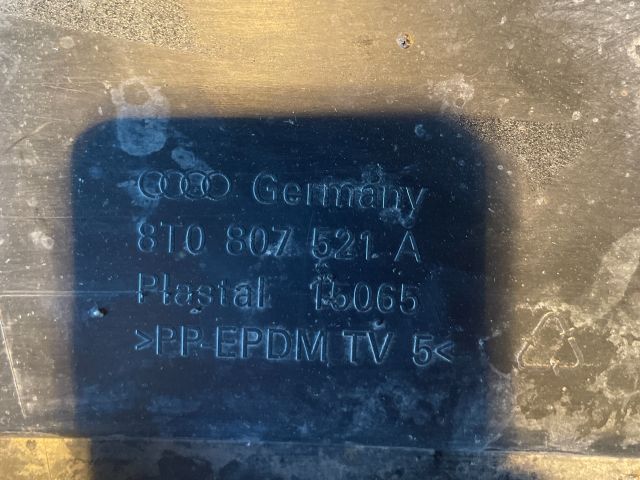 Germany
8T0 807 521 A
Plastal 15065
>PP-EPDM TV 5<